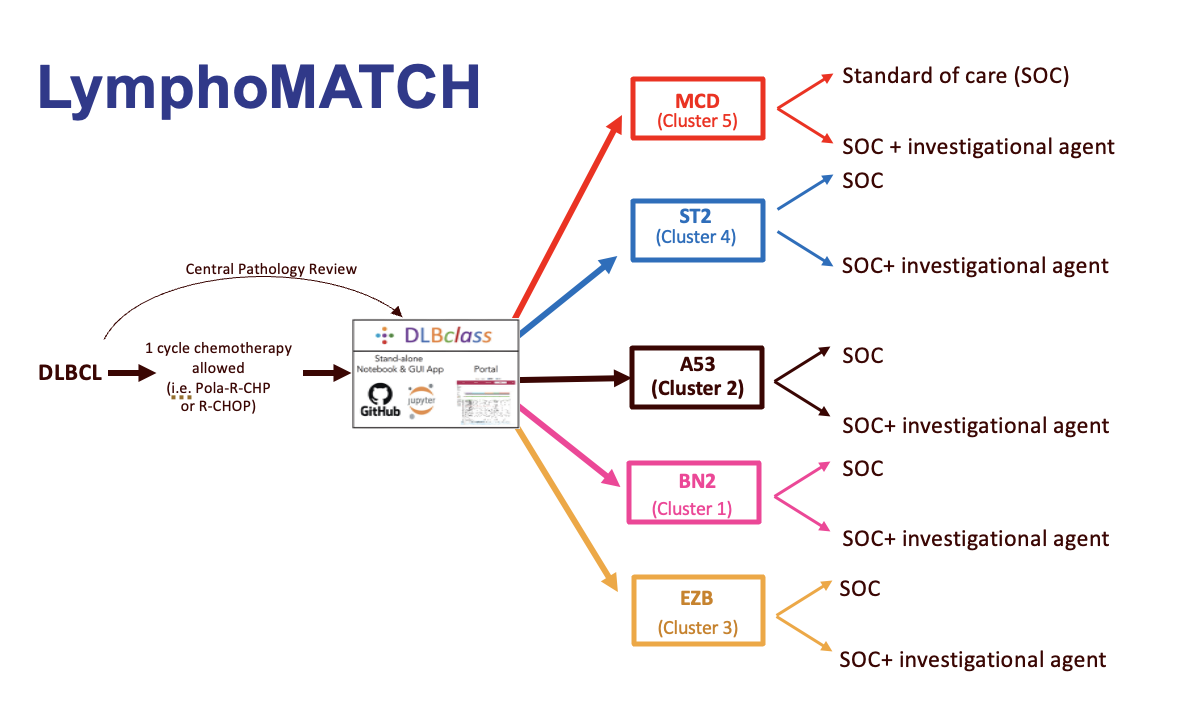 LymphoMATCH
Central Pathology Review
DLBCL
1 cycle chemotherapy
allowed
(i.e. Pola-R-CHP
or R-CHOP)
DLBclass
Stand-alone
Notebook & GUI App
Portal
GitHub
jupyter
MCD
(Cluster 5)
Standard of care (SOC)
SOC + investigational agent
ST2
(Cluster 4)
SOC
SOC+ investigational agent
A53
(Cluster 2)
SOC
SOC+ investigational agent
BN2
(Cluster 1)
SOC
SOC+ investigational agent
EZB
(Cluster 3)
SOC
SOC+ investigational agent